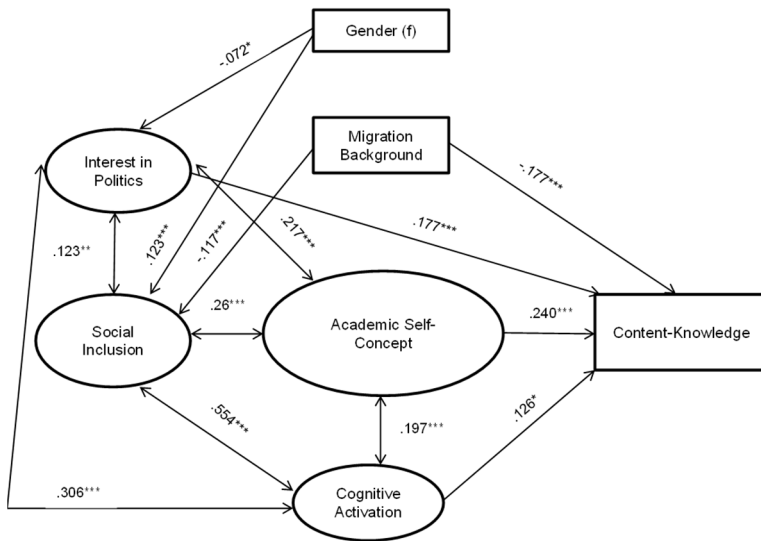 Gender (f)
-.072*
Migration
Background
Interest in
Politics
-.177***
.177***
.217***
.123***
-.117***
.123**
.26***
Social
Inclusion
Academic Self-
Concept
.240***
Content-Knowledge
.554***
.197***
.126*
.306***
Cognitive
Activation